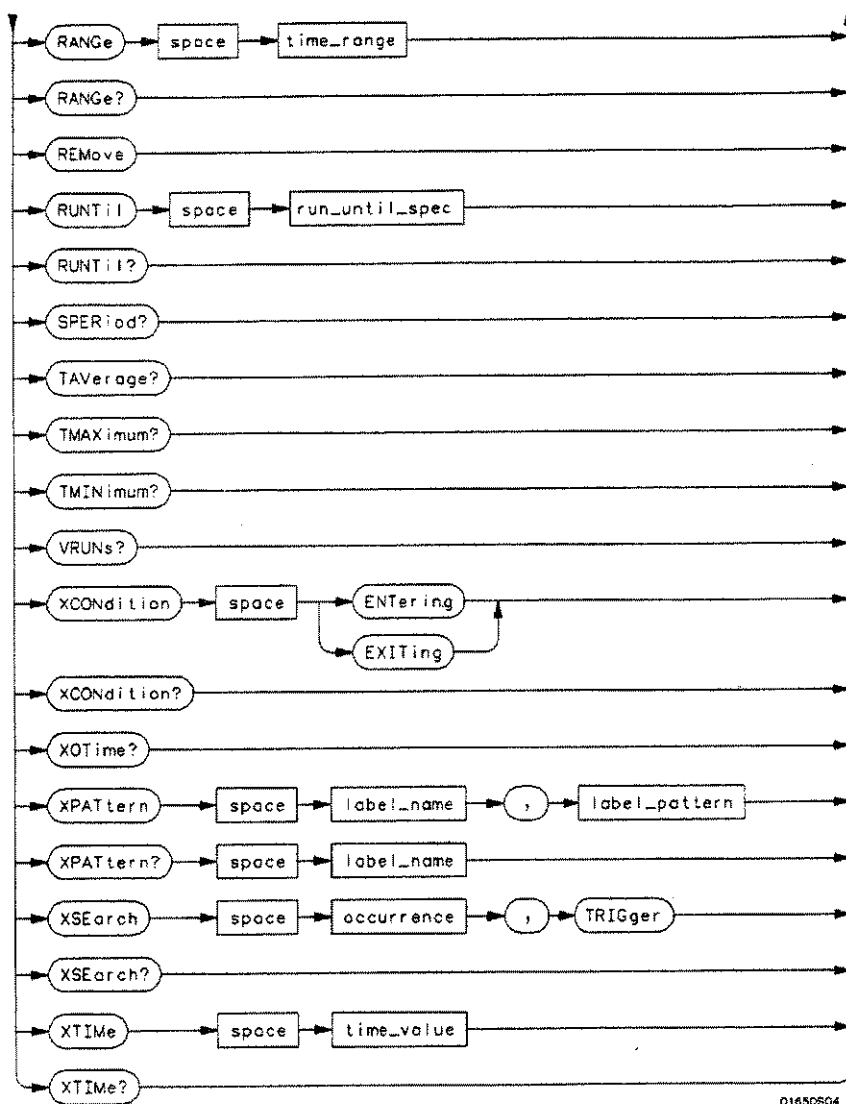 RANGe space time_range
RANGe?
REMove
RUNTil space run_until_spec
RUNTil?
SPERiod?
TAVerage?
TMAXimum?
TMINimum?
VRUNs?
XCONdition space ENTering
EXITing
XCONdition?
XOTime?
XPATtern space label_name , label_pattern
XPATtern? space label_name
XSEarch space occurrence , TRIGger
XSEarch?
XTIMe space time_value
XTIMe?
01650S04